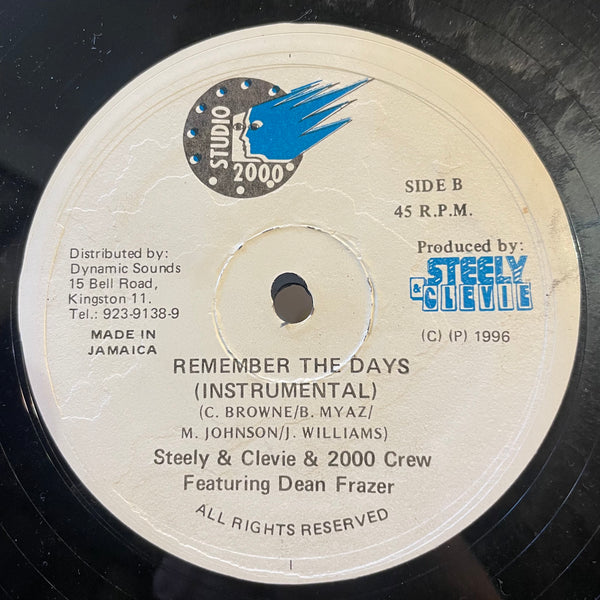 STUDIO
2000
SIDE B
45 R.P.M.
Distributed by:
Dynamic Sounds
15 Bell Road,
Kingston 11.
Tel.: 923-9138-9
MADE IN
JAMAICA
Produced by:
STEELY
& CLEVIE
(C) (P) 1996
REMEMBER THE DAYS
(INSTRUMENTAL)
(C. BROWNE/B. MYAZ/
M. JOHNSON/J. WILLIAMS)
Steely & Clevie & 2000 Crew
Featuring Dean Frazer
ALL RIGHTS RESERVED